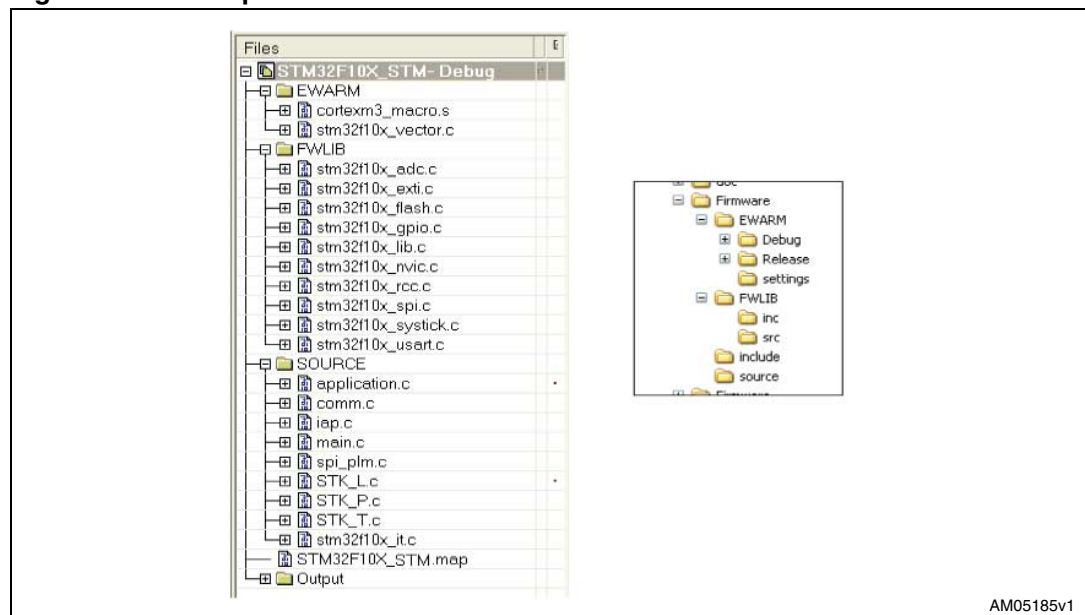 Files
STM32F10X_STM- Debug
EWARM
cortexm3_macro.s
stm32f10x_vector.c
FWLIB
stm32f10x_adc.c
stm32f10x_exti.c
stm32f10x_flash.c
stm32f10x_gpio.c
stm32f10x_lib.c
stm32f10x_nvic.c
stm32f10x_rcc.c
stm32f10x_spi.c
stm32f10x_systick.c
stm32f10x_usart.c
SOURCE
application.c
comm.c
iap.c
main.c
spi_plm.c
STK_L.c
STK_P.c
STK_T.c
stm32f10x_it.c
STM32F10X_STM.map
Output
Firmware
EWARM
Debug
Release
settings
FWLIB
inc
src
include
source
AM05185v1